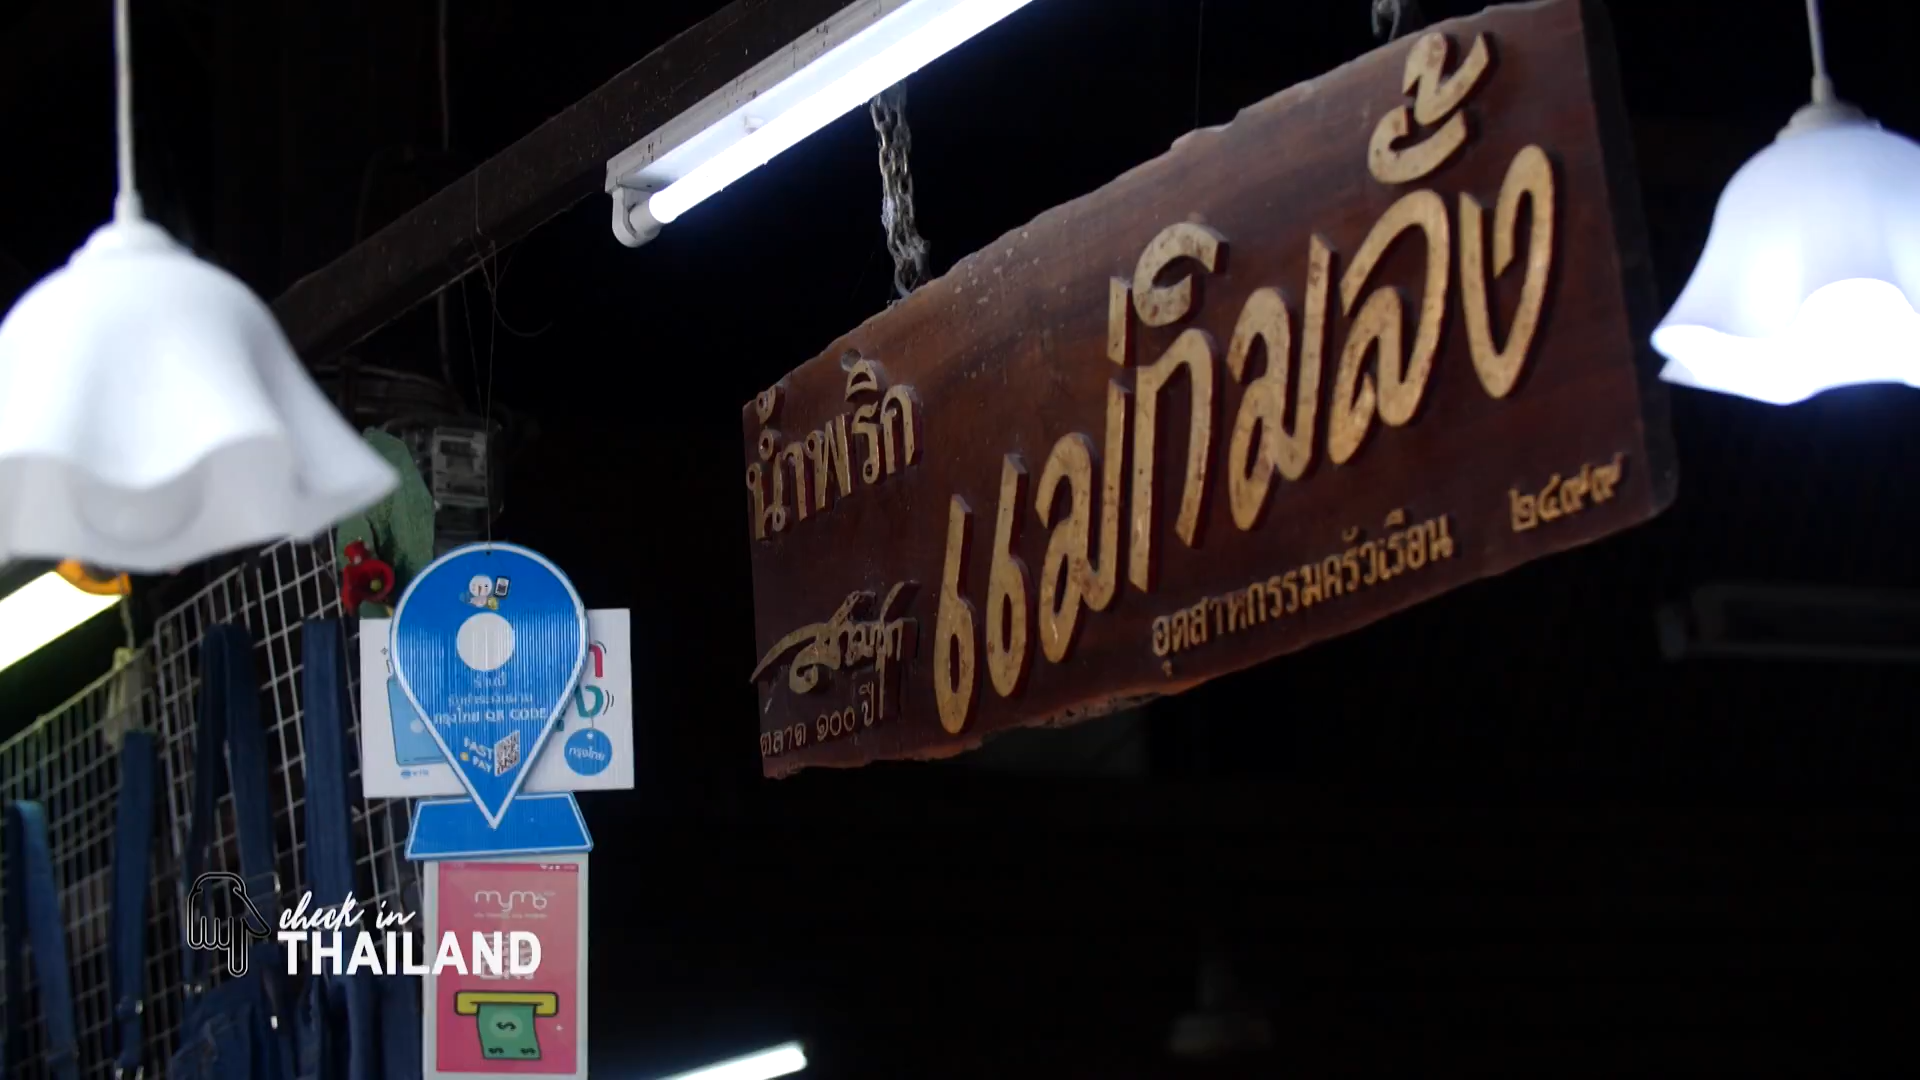 น้ำพริก
แม่กิมลั้ง
สามชุก
ตลาด ๑๐๐ ปี
อุตสาหกรรมครัวเรือน
๒๔๙๙
กรุงไทย QR CODE
FAST
PAY
กรุงไทย
mymo
check in
THAILAND